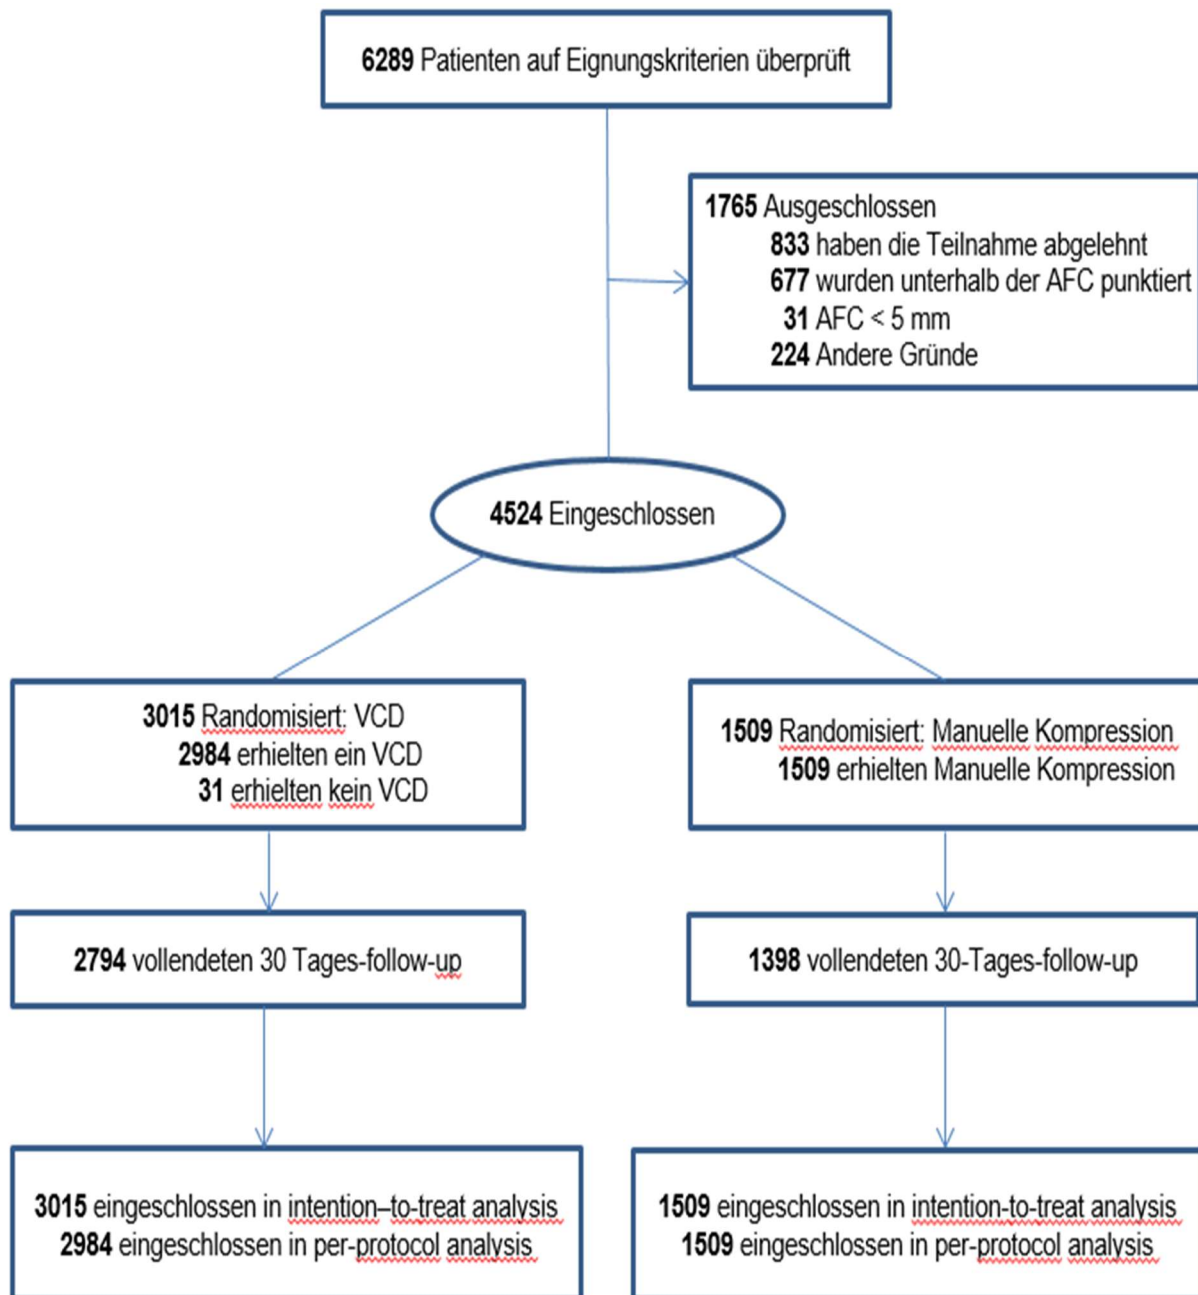 6289 Patienten auf Eignungskriterien überprüft
1765 Ausgeschlossen
833 haben die Teilnahme abgelehnt
677 wurden unterhalb der AFC punktiert
31 AFC < 5 mm
224 Andere Gründe
4524 Eingeschlossen
3015 Randomisiert: VCD
2984 erhielten ein VCD
31 erhielten kein VCD
1509 Randomisiert: Manuelle Kompression
1509 erhielten Manuelle Kompression
2794 vollendeten 30 Tages-follow-up
1398 vollendeten 30-Tages-follow-up
3015 eingeschlossen in intention–to-treat analysis
2984 eingeschlossen in per-protocol analysis
1509 eingeschlossen in intention-to-treat analysis
1509 eingeschlossen in per-protocol analysis